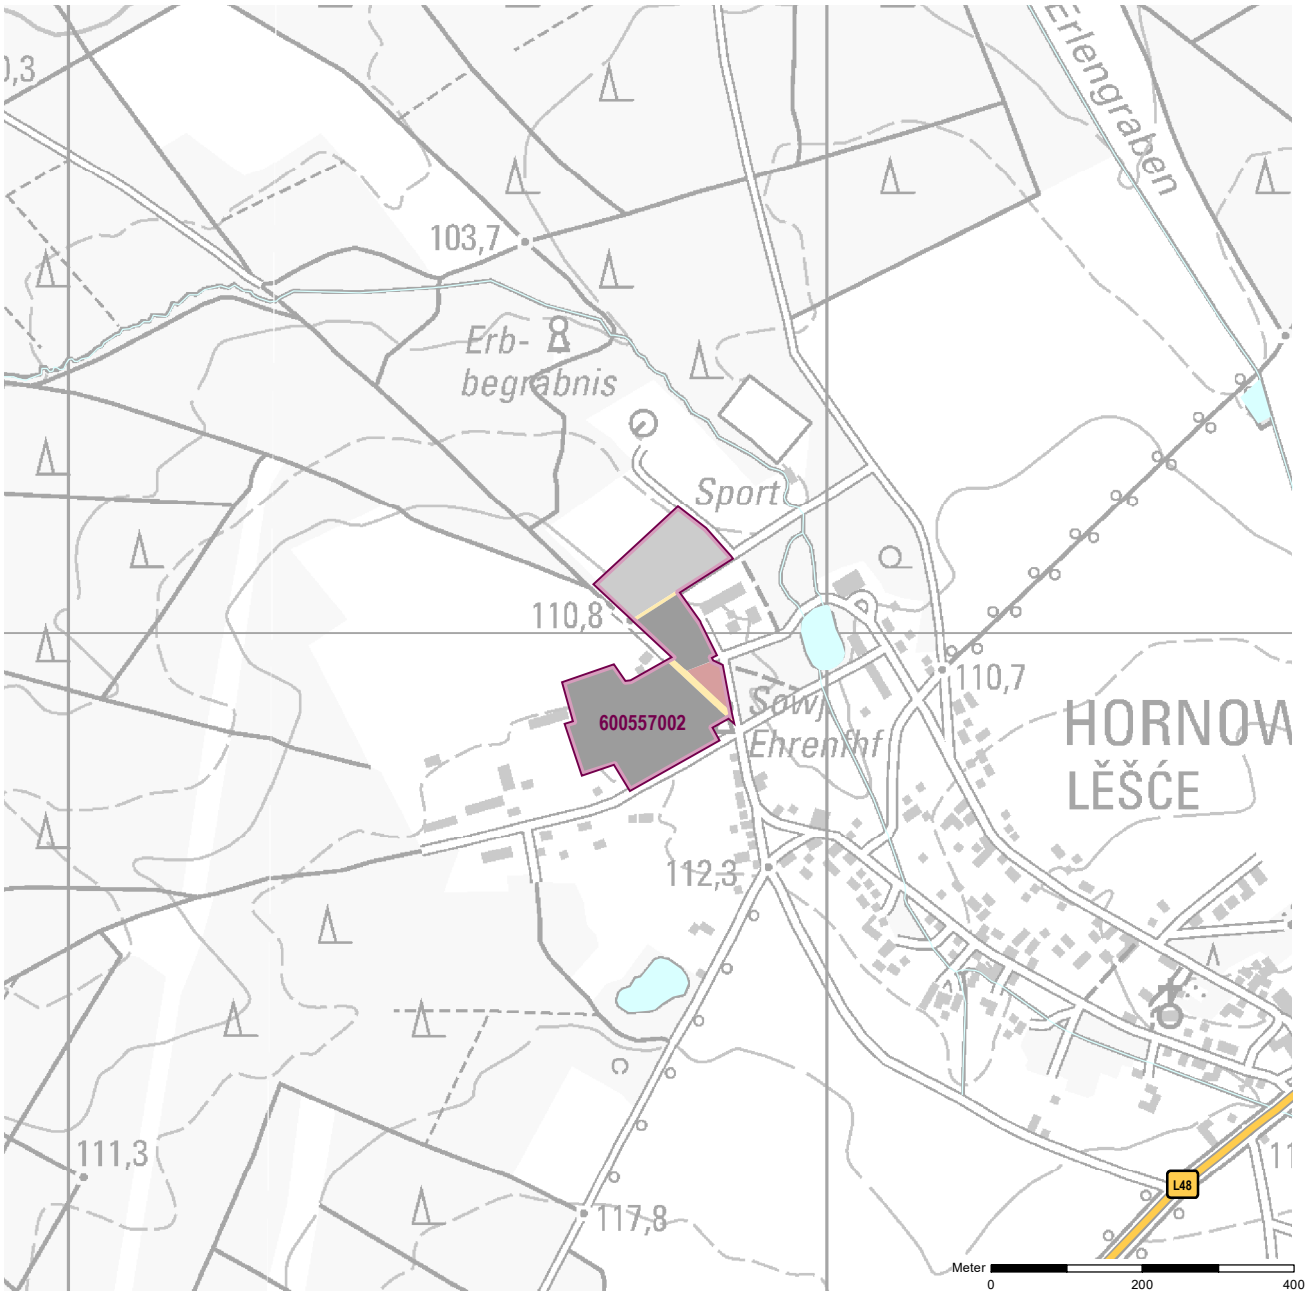 Erlengraben
0,3
103,7
Erb-
begräbnis
Sport
110,8
110,7
600557002
Sowj
Ehrenfhf
HORNOW
LĚŠĆE
112,3
111,3
117,8
11
L48
Meter
0 200 400